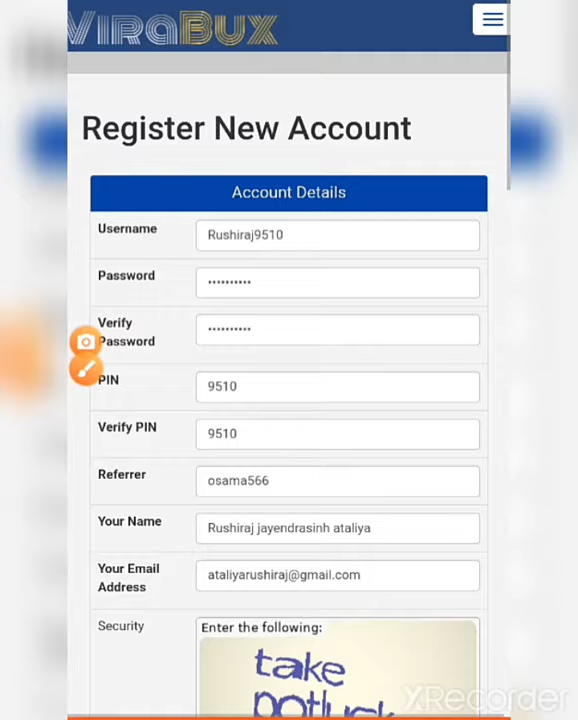 ViraBux
Register New Account
Account Details
Username
Rushiraj9510
Password
••••••••••
Verify Password
••••••••••
PIN
9510
Verify PIN
9510
Referrer
osama566
Your Name
Rushiraj jayendrasinh ataliya
Your Email Address
ataliyarushiraj@gmail.com
Security
Enter the following:
take
potluck
XRecorder